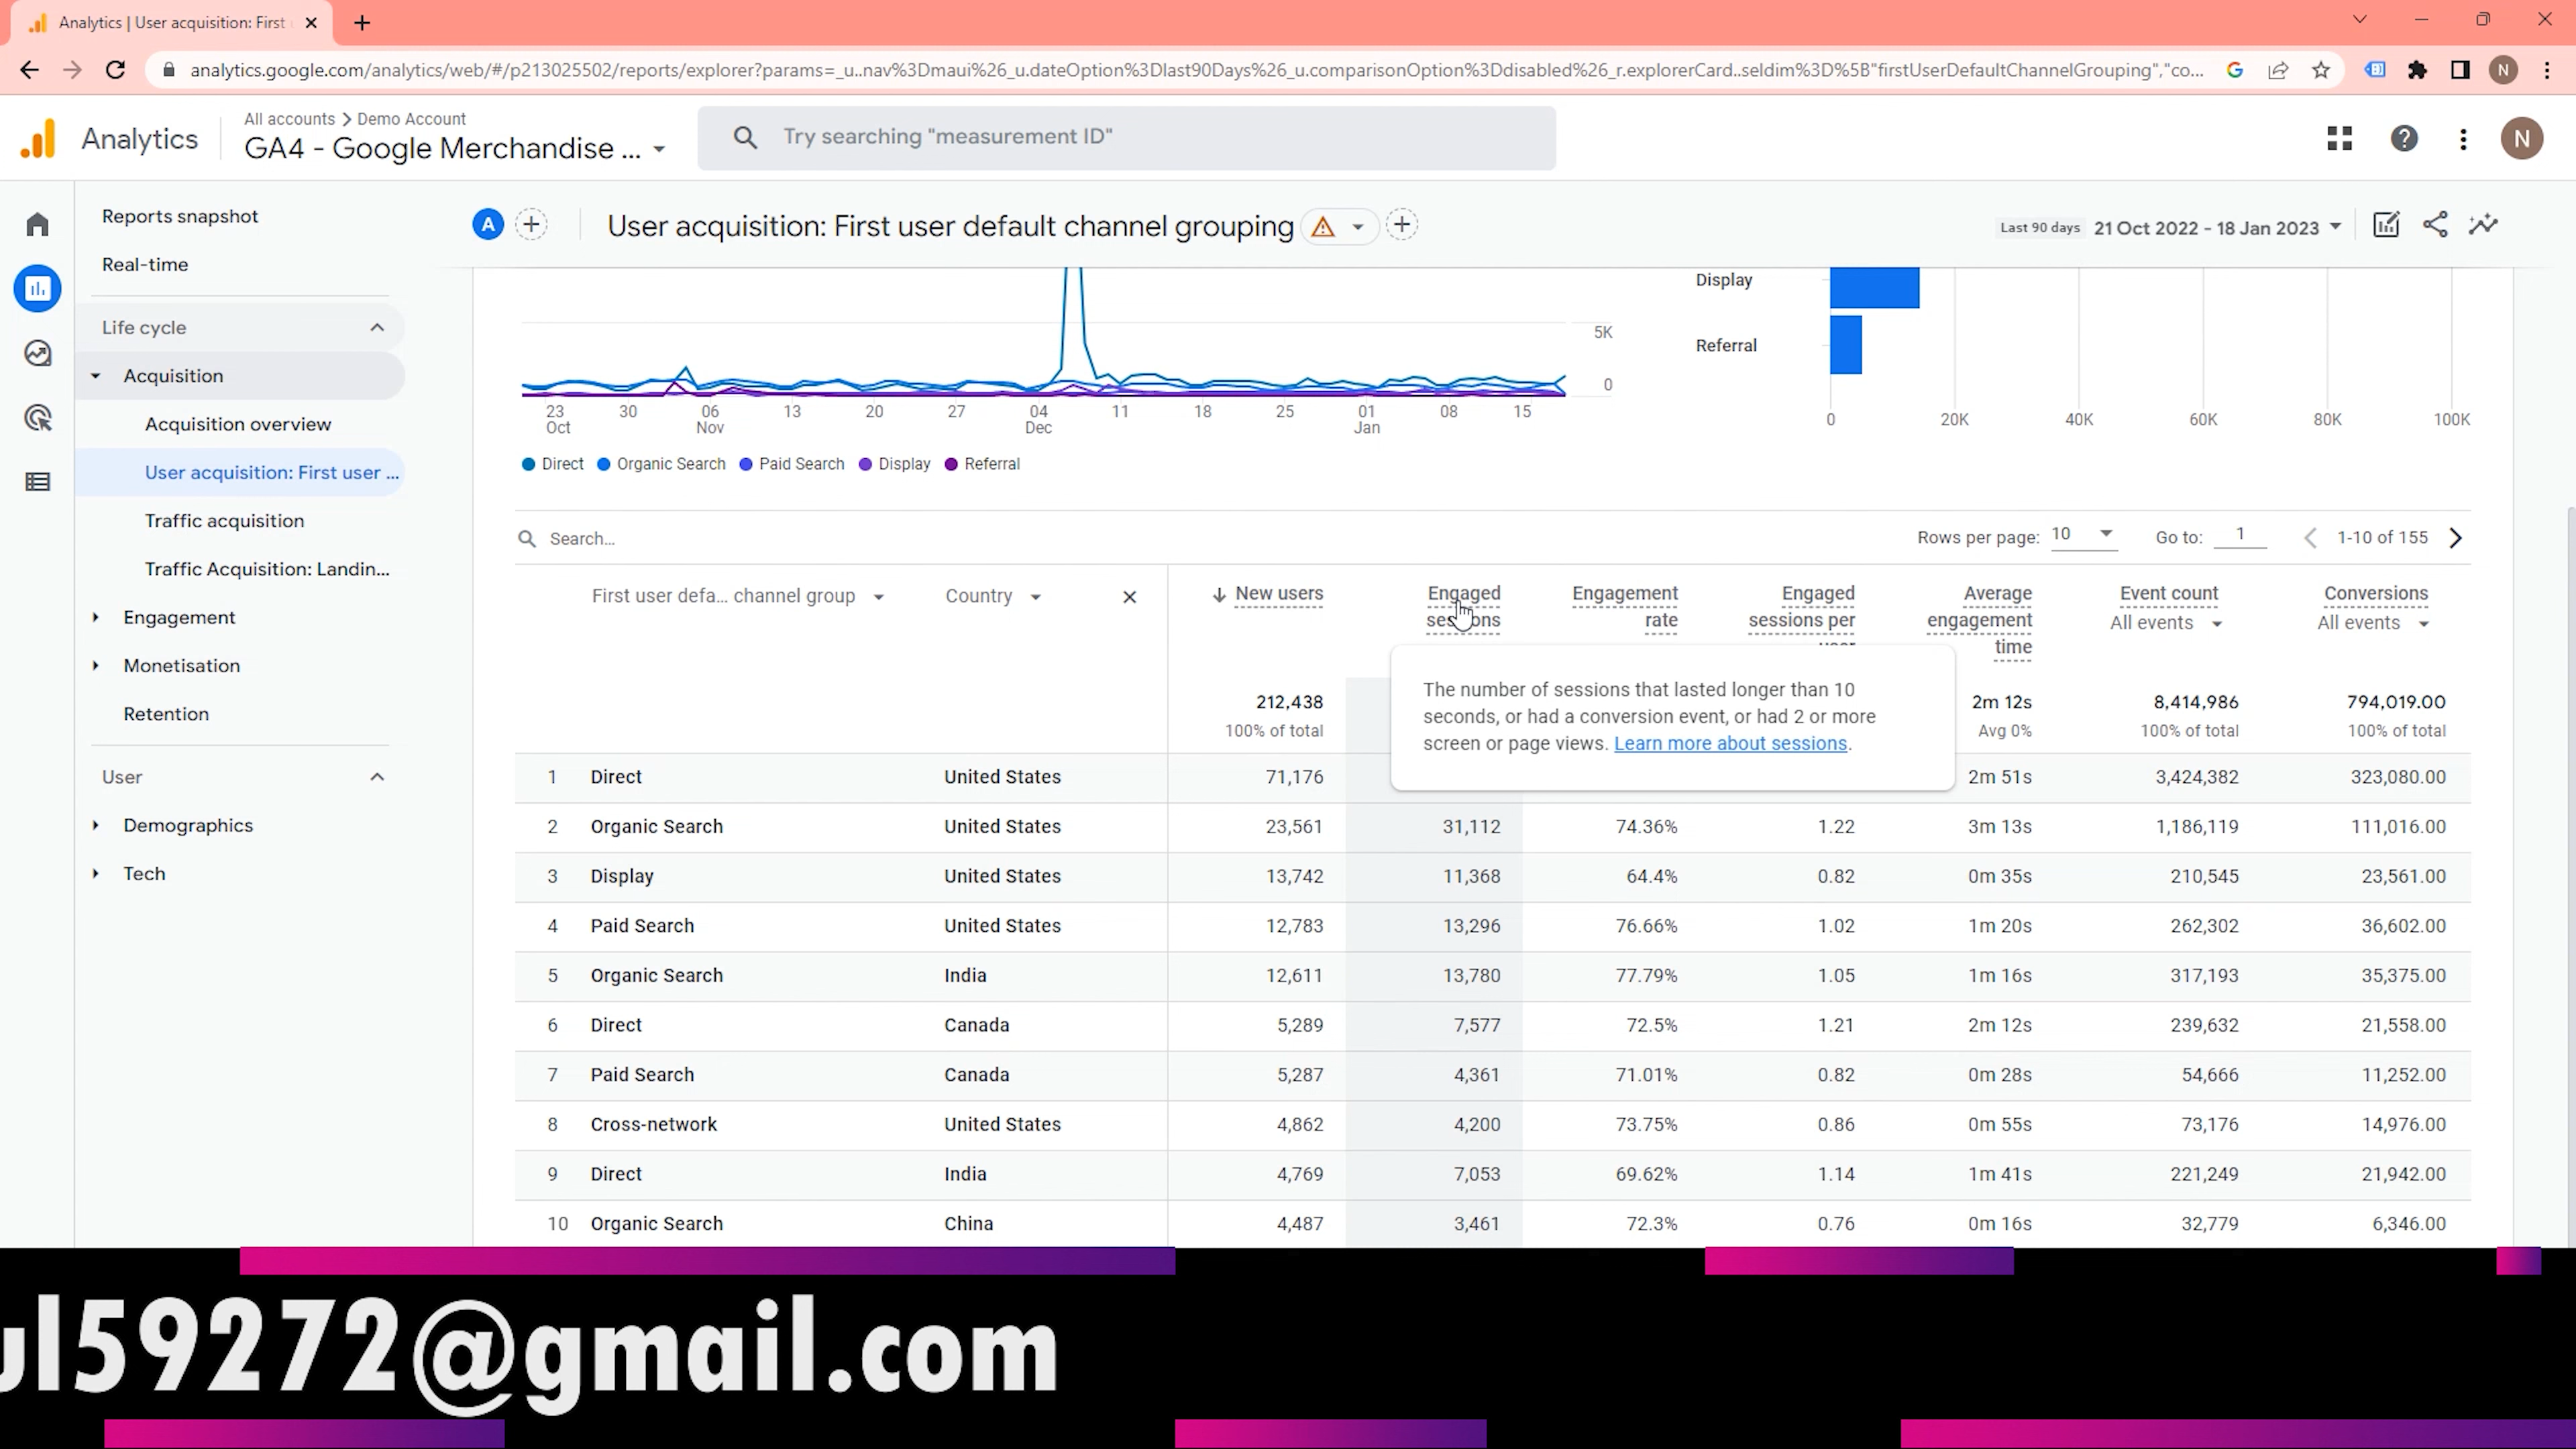 Analytics | User acquisition: First
analytics.google.com/analytics/web/#/p213025502/reports/explorer?params=_u..nav%3Dmaui%26_u.dateOption%3Dlast90Days%26_u.comparisonOption%3Ddisabled%26_r.explorerCard..seldim%3D%5B"firstUserDefaultChannelGrouping","co...
N
Analytics
All accounts > Demo Account
GA4 - Google Merchandise ...
Try searching "measurement ID"
N
Reports snapshot
Real-time
Life cycle
Acquisition
Acquisition overview
User acquisition: First user ...
Traffic acquisition
Traffic Acquisition: Landin...
Engagement
Monetisation
Retention
User
Demographics
Tech
A
User acquisition: First user default channel grouping
Last 90 days 21 Oct 2022 - 18 Jan 2023
5K
0
23 30 06 13 20 27 04 11 18 25 01 08 15
Oct Nov Dec Jan
Direct Organic Search Paid Search Display Referral
Display
Referral
0 20K 40K 60K 80K 100K
Search...
Rows per page: 10 Go to: 1 1-10 of 155
First user defa... channel group Country
New users
Engaged sessions
Engagement rate
Engaged sessions per user
Average engagement time
Event count All events
Conversions All events
The number of sessions that lasted longer than 10
seconds, or had a conversion event, or had 2 or more
screen or page views. Learn more about sessions.
212,438 2m 12s 8,414,986 794,019.00
100% of total Avg 0% 100% of total 100% of total
1 Direct United States 71,176 2m 51s 3,424,382 323,080.00
2 Organic Search United States 23,561 31,112 74.36% 1.22 3m 13s 1,186,119 111,016.00
3 Display United States 13,742 11,368 64.4% 0.82 0m 35s 210,545 23,561.00
4 Paid Search United States 12,783 13,296 76.66% 1.02 1m 20s 262,302 36,602.00
5 Organic Search India 12,611 13,780 77.79% 1.05 1m 16s 317,193 35,375.00
6 Direct Canada 5,289 7,577 72.5% 1.21 2m 12s 239,632 21,558.00
7 Paid Search Canada 5,287 4,361 71.01% 0.82 0m 28s 54,666 11,252.00
8 Cross-network United States 4,862 4,200 73.75% 0.86 0m 55s 73,176 14,976.00
9 Direct India 4,769 7,053 69.62% 1.14 1m 41s 221,249 21,942.00
10 Organic Search China 4,487 3,461 72.3% 0.76 0m 16s 32,779 6,346.00
ul59272@gmail.com